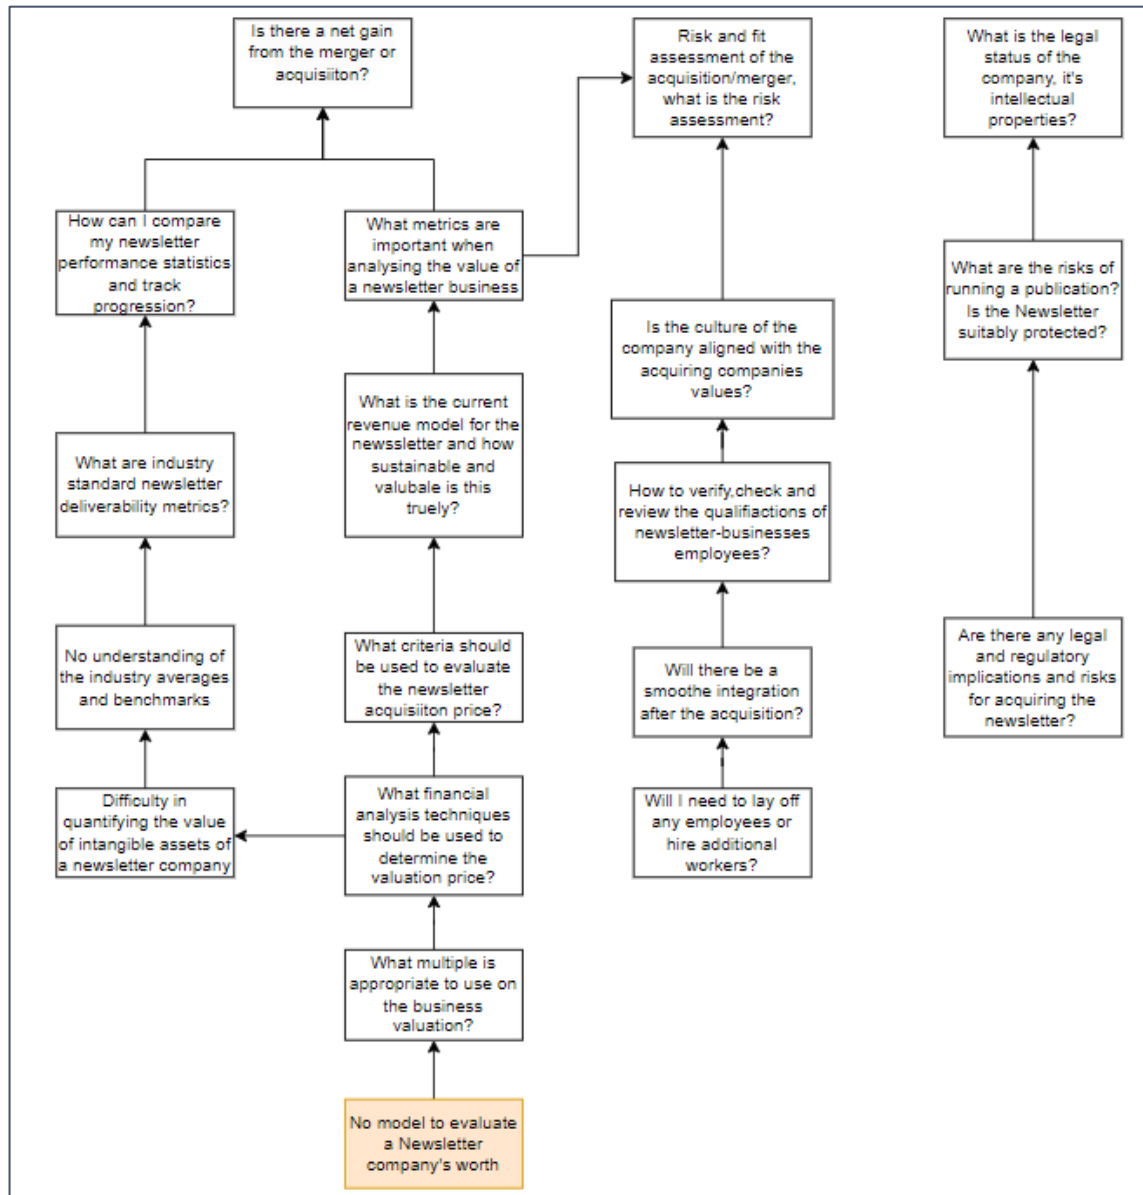 Is there a net gain
from the merger or
acquisiiton?
Risk and fit
assessment of the
acquisition/merger,
what is the risk
assessment?
What is the legal
status of the
company, it's
intellectual
properties?
How can I compare
my newsletter
performance statistics
and track
progression?
What metrics are
important when
analysing the value of
a newsletter business
What are the risks of
running a publication?
Is the Newsletter
suitably protected?
Is the culture of the
company aligned with the
acquiring companies
values?
What is the current
revenue model for the
newssletter and how
sustainable and
valubale is this
truely?
What are industry
standard newsletter
deliverability metrics?
How to verify,check and
review the qualifiactions of
newsletter-businesses
employees?
No understanding of
the industry averages
and benchmarks
What criteria should
be used to evaluate
the newsletter
acquisiiton price?
Will there be a
smoothe integration
after the acquisition?
Are there any legal
and regulatory
implications and risks
for acquiring the
newsletter?
Difficulty in
quantifying the value
of intangible assets of
a newsletter company
What financial
analysis techniques
should be used to
determine the
valuation price?
Will I need to lay off
any employees or
hire additional
workers?
What multiple is
appropriate to use on
the business
valuation?
No model to evaluate
a Newsletter
company's worth